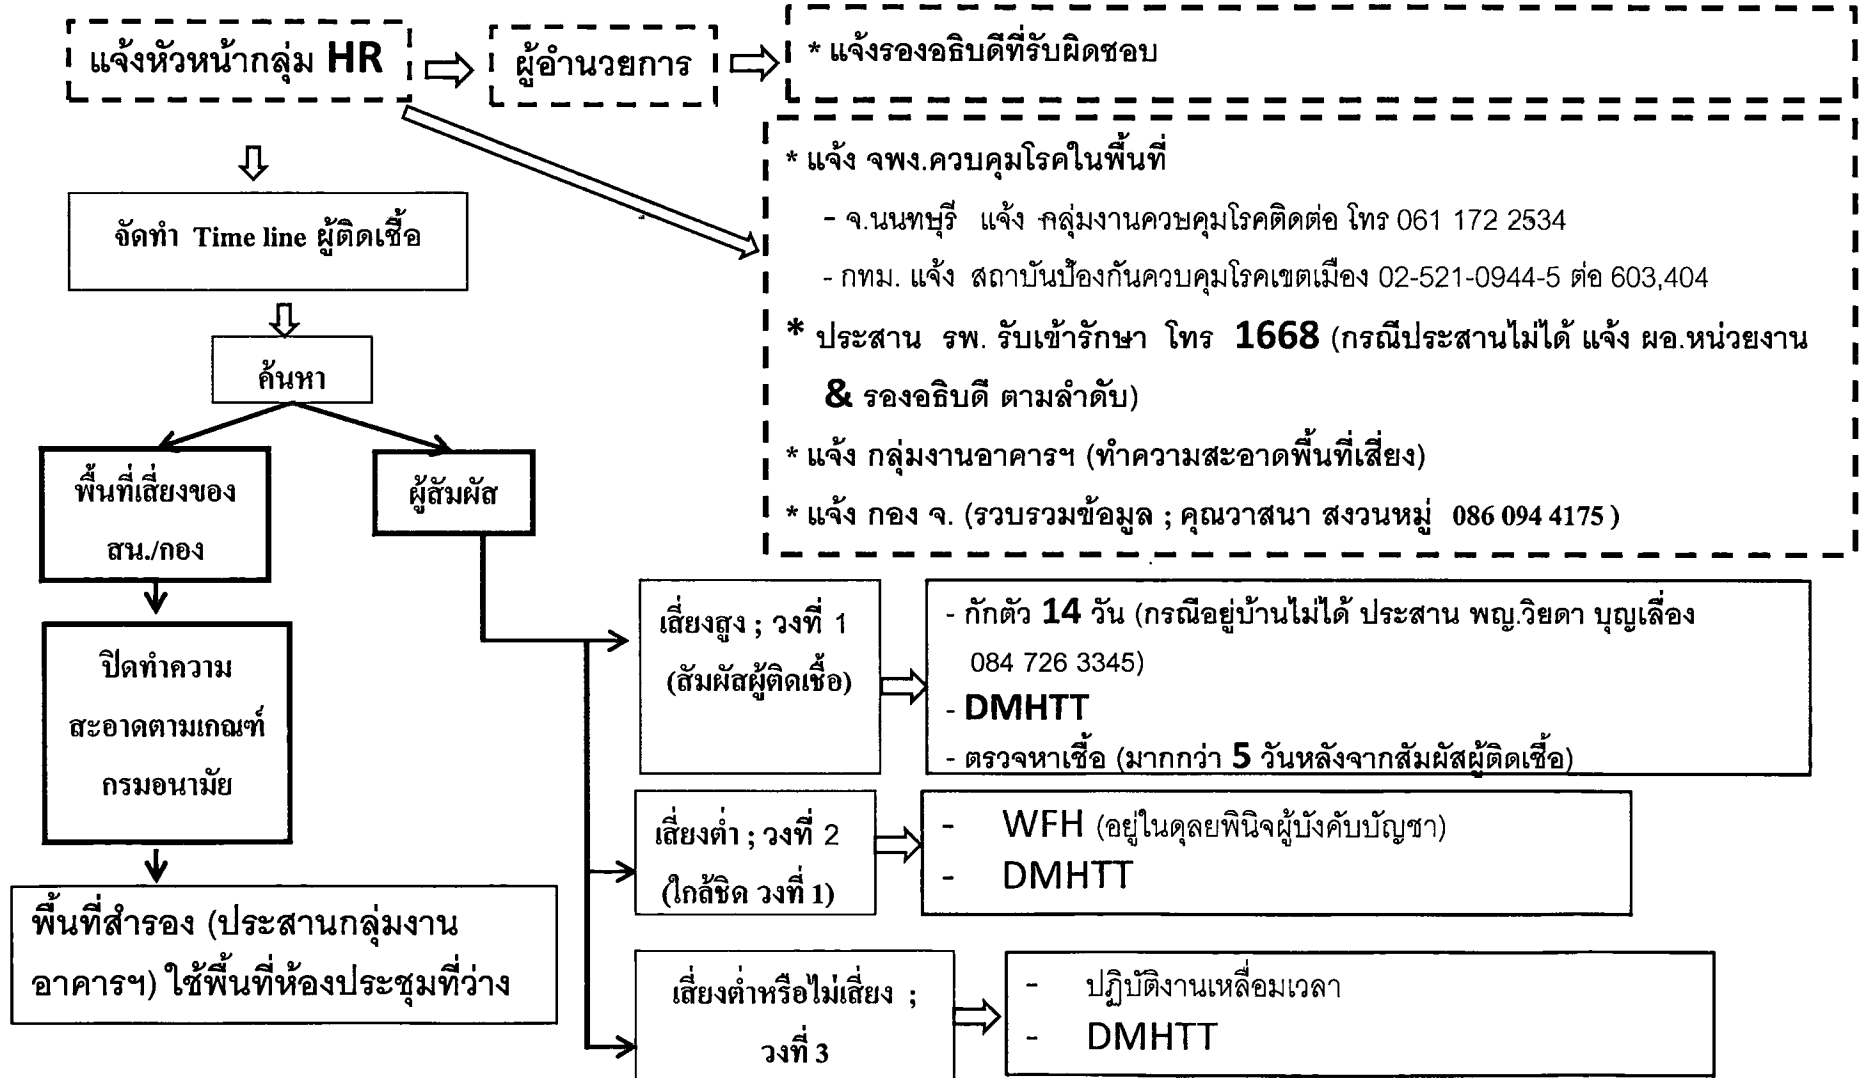 แจ้งหัวหน้ากลุ่ม HR
ผู้อำนวยการ
* แจ้งรองอธิบดีที่รับผิดชอบ
* แจ้ง จพง.ควบคุมโรคในพื้นที่
- จ.นนทบุรี แจ้ง กลุ่มงานควบคุมโรคติดต่อ โทร 061 172 2534
- กทม. แจ้ง สถาบันป้องกันควบคุมโรคเขตเมือง 02-521-0944-5 ต่อ 603,404
* ประสาน รพ. รับเข้ารักษา โทร 1668 (กรณีประสานไม่ได้ แจ้ง ผอ.หน่วยงาน
& รองอธิบดี ตามลำดับ)
* แจ้ง กลุ่มงานอาคารฯ (ทำความสะอาดพื้นที่เสี่ยง)
* แจ้ง กอง จ. (รวบรวมข้อมูล ; คุณวาสนา สงวนหมู่ 086 094 4175 )
จัดทำ Time line ผู้ติดเชื้อ
ค้นหา
พื้นที่เสี่ยงของ
สน./กอง
ผู้สัมผัส
ปิดทำความ
สะอาดตามเกณฑ์
กรมอนามัย
พื้นที่สำรอง (ประสานกลุ่มงาน
อาคารฯ) ใช้พื้นที่ห้องประชุมที่ว่าง
เสี่ยงสูง ; วงที่ 1
(สัมผัสผู้ติดเชื้อ)
- กักตัว 14 วัน (กรณีอยู่บ้านไม่ได้ ประสาน พญ.วิยดา บุญเลื่อง
084 726 3345)
- DMHTT
- ตรวจหาเชื้อ (มากกว่า 5 วันหลังจากสัมผัสผู้ติดเชื้อ)
เสี่ยงต่ำ ; วงที่ 2
(ใกล้ชิด วงที่ 1)
- WFH (อยู่ในดุลยพินิจผู้บังคับบัญชา)
- DMHTT
เสี่ยงต่ำหรือไม่เสี่ยง ;
วงที่ 3
- ปฏิบัติงานเหลื่อมเวลา
- DMHTT